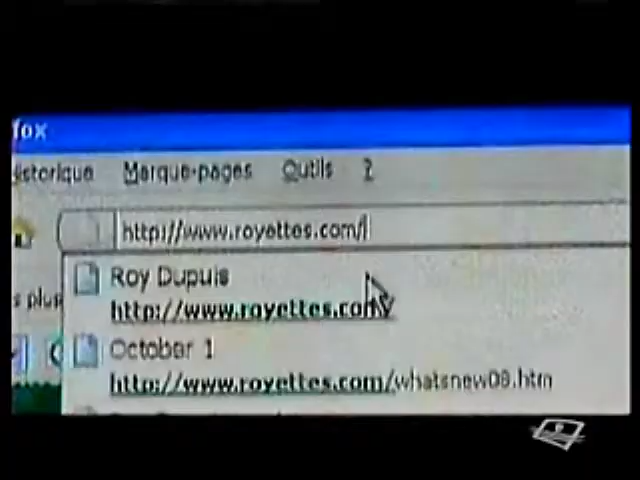 fox
istorique Marque-pages Outils ?
http://www.royettes.com/
Roy Dupuis
s plus
http://www.royettes.com/
October 1
http://www.royettes.com/whatsnew08.htm